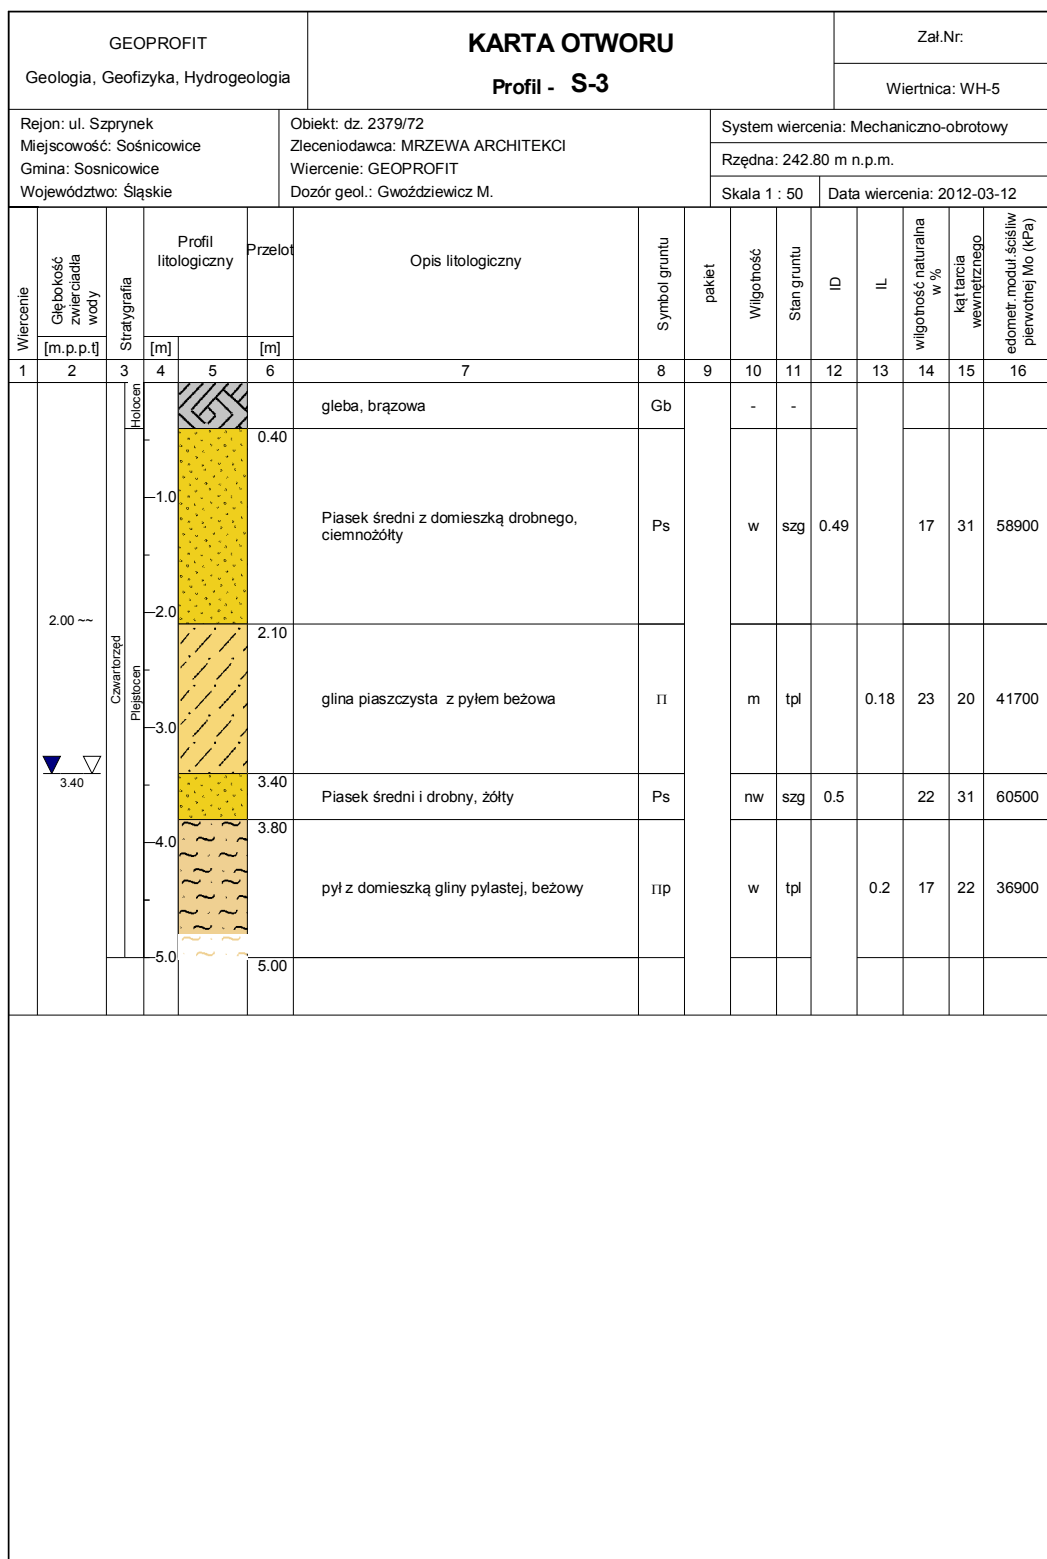 GEOPROFIT
Geologia, Geofizyka, Hydrogeologia
KARTA OTWORU
Profil - S-3
Zał.Nr:
Wiertnica: WH-5
Rejon: ul. Szprynek
Miejscowość: Sośnicowice
Gmina: Sosnicowice
Województwo: Śląskie
Obiekt: dz. 2379/72
Zleceniodawca: MRZEWA ARCHITEKCI
Wiercenie: GEOPROFIT
Dozór geol.: Gwoździewicz M.
System wiercenia: Mechaniczno-obrotowy
Rzędna: 242.80 m n.p.m.
Skala 1 : 50
Data wiercenia: 2012-03-12
Wiercenie
Głębokość
zwierciadła
wody
[m.p.p.t]
Stratygrafia
Profil
litologiczny
[m]
Przelot
[m]
Opis litologiczny
Symbol gruntu
pakiet
Wilgotność
Stan gruntu
ID
IL
wilgotność naturalna
w %
kąt tarcia
wewnętrznego
edometr.moduł.ściśliw
pierwotnej Mo (kPa)
1 2 3 4 5 6 7 8 9 10 11 12 13 14 15 16
Holocen
gleba, brązowa Gb - -
0.40
-1.0
Piasek średni z domieszką drobnego,
ciemnożółty
Ps w szg 0.49 17 31 58900
-2.0
2.00 ~~
2.10
Czwartorzęd
Plejstocen
glina piaszczysta z pyłem beżowa Π m tpl 0.18 23 20 41700
-3.0
3.40
3.40
Piasek średni i drobny, żółty Ps nw szg 0.5 22 31 60500
3.80
-4.0
pył z domieszką gliny pylastej, beżowy Πp w tpl 0.2 17 22 36900
-5.0
5.00